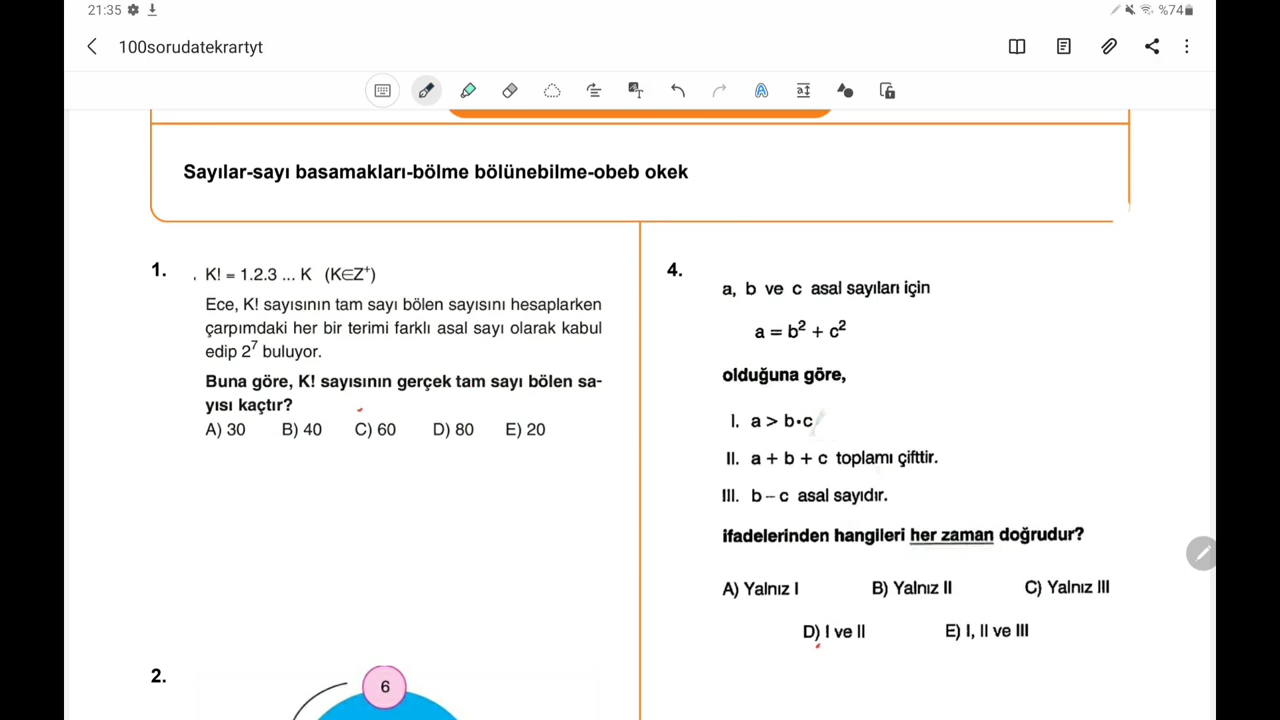 21:35
%74
100sorudatekrartyt
Sayılar-sayı basamakları-bölme bölünebilme-obeb okek
1.
. K! = 1.2.3 ... K (K∈Z⁺)
Ece, K! sayısının tam sayı bölen sayısını hesaplarken
çarpımdaki her bir terimi farklı asal sayı olarak kabul
edip 2⁷ buluyor.
Buna göre, K! sayısının gerçek tam sayı bölen sa-
yısı kaçtır?
A) 30 B) 40 C) 60 D) 80 E) 20
2.
6
4.
a, b ve c asal sayıları için
a = b² + c²
olduğuna göre,
I. a > b·c
II. a + b + c toplamı çifttir.
III. b – c asal sayıdır.
ifadelerinden hangileri her zaman doğrudur?
A) Yalnız I B) Yalnız II C) Yalnız III
D) I ve II E) I, II ve III